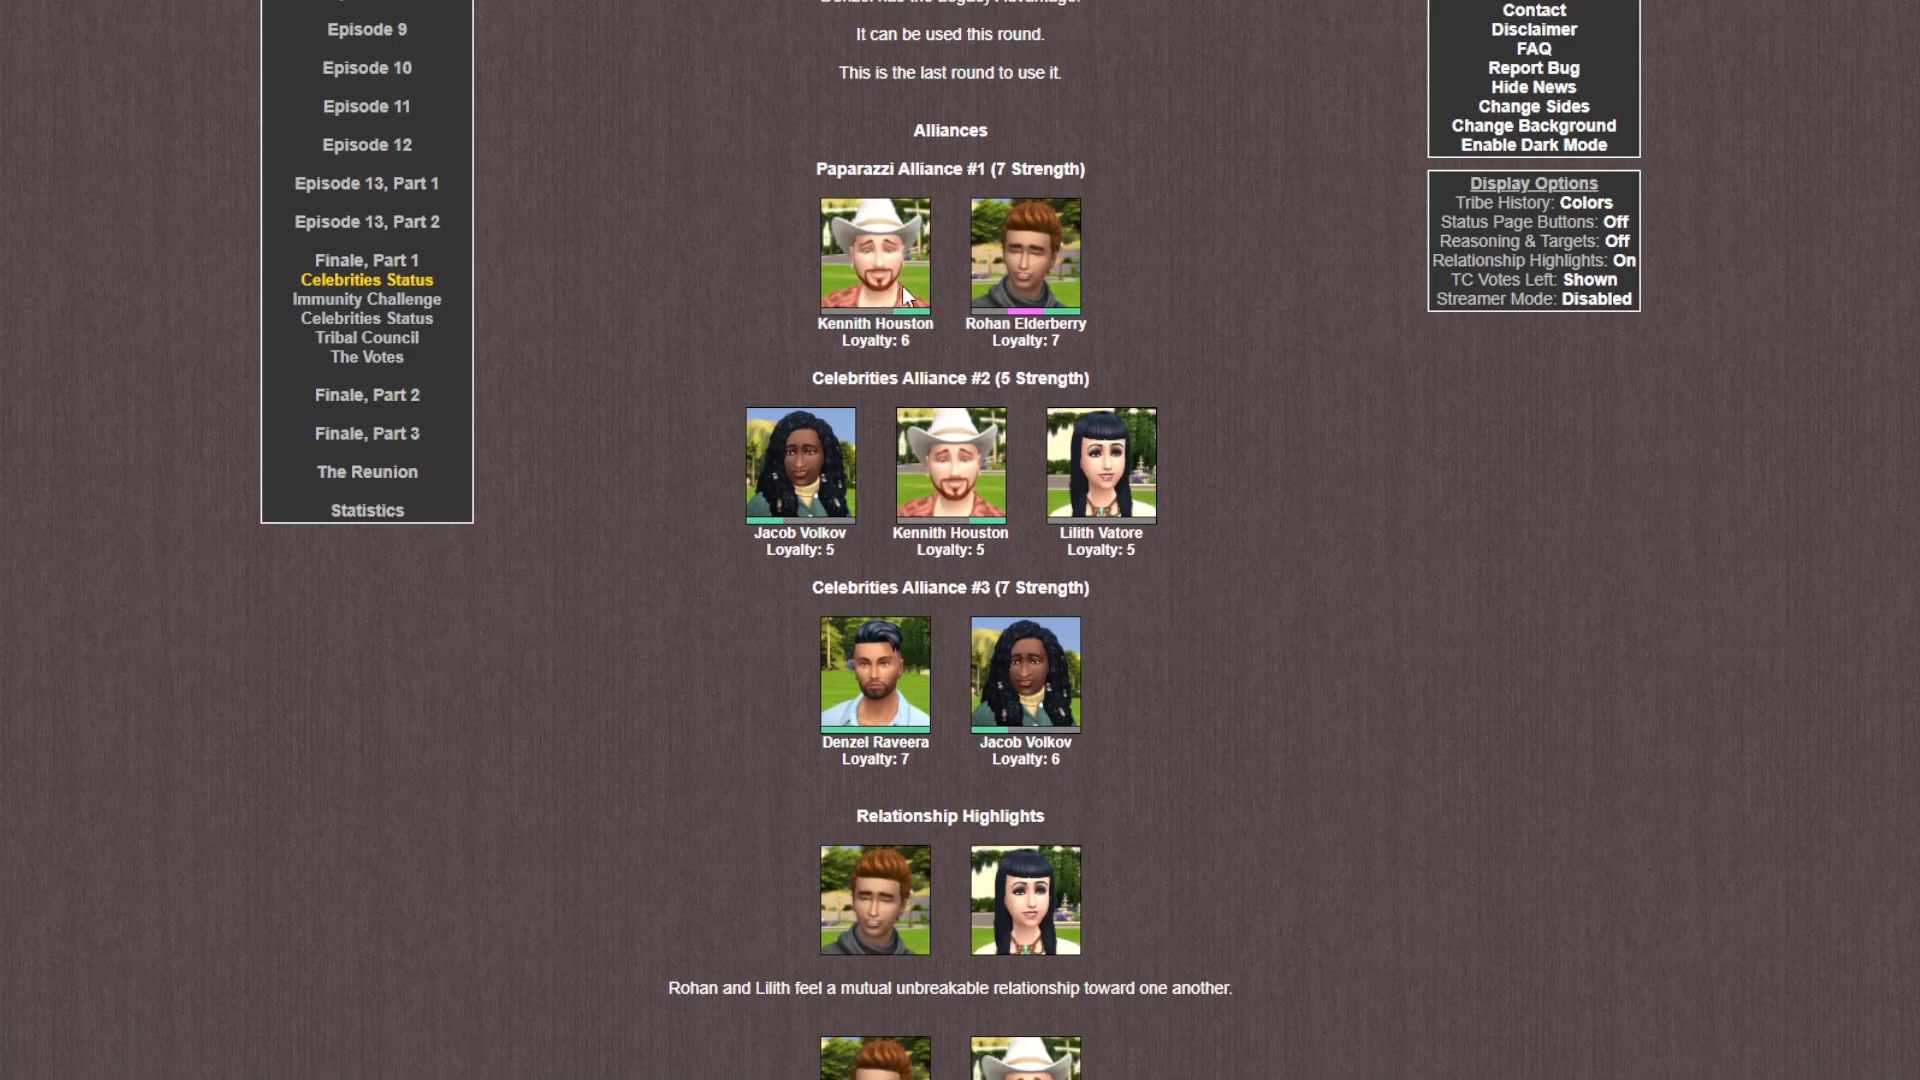 Episode 9
Episode 10
Episode 11
Episode 12
Episode 13, Part 1
Episode 13, Part 2
Finale, Part 1
Celebrities Status
Immunity Challenge
Celebrities Status
Tribal Council
The Votes
Finale, Part 2
Finale, Part 3
The Reunion
Statistics
Denzel has the Legacy Advantage.
It can be used this round.
This is the last round to use it.
Alliances
Paparazzi Alliance #1 (7 Strength)
Kennith Houston Rohan Elderberry
Loyalty: 6 Loyalty: 7
Celebrities Alliance #2 (5 Strength)
Jacob Volkov Kennith Houston Lilith Vatore
Loyalty: 5 Loyalty: 5 Loyalty: 5
Celebrities Alliance #3 (7 Strength)
Denzel Raveera Jacob Volkov
Loyalty: 7 Loyalty: 6
Relationship Highlights
Rohan and Lilith feel a mutual unbreakable relationship toward one another.
Contact
Disclaimer
FAQ
Report Bug
Hide News
Change Sides
Change Background
Enable Dark Mode
Display Options
Tribe History: Colors
Status Page Buttons: Off
Reasoning & Targets: Off
Relationship Highlights: On
TC Votes Left: Shown
Streamer Mode: Disabled